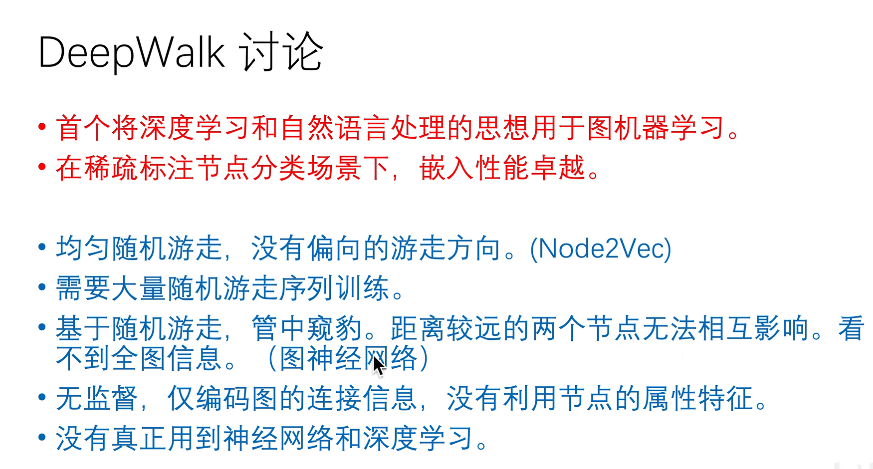 DeepWalk 讨论
• 首个将深度学习和自然语言处理的思想用于图机器学习。
• 在稀疏标注节点分类场景下，嵌入性能卓越。
• 均匀随机游走，没有偏向的游走方向。(Node2Vec)
• 需要大量随机游走序列训练。
• 基于随机游走，管中窥豹。距离较远的两个节点无法相互影响。看
不到全图信息。（图神经网络）
• 无监督，仅编码图的连接信息，没有利用节点的属性特征。
• 没有真正用到神经网络和深度学习。